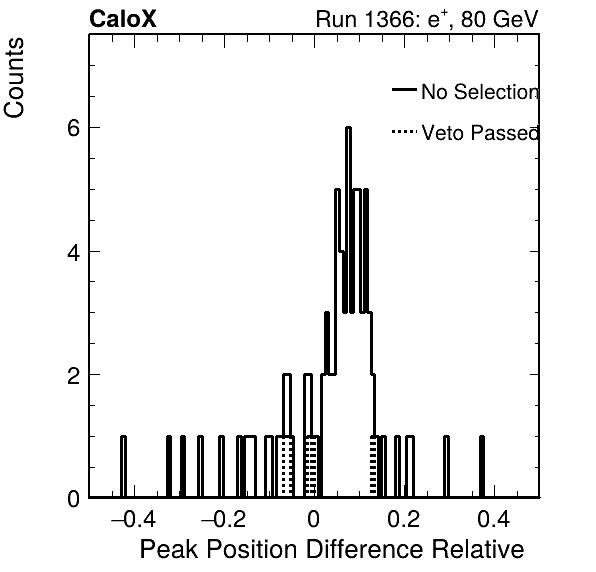 CaloX Run 1366: e⁺, 80 GeV
Counts
No Selection
Veto Passed
6
4
2
0
−0.4 −0.2 0 0.2 0.4
Peak Position Difference Relative